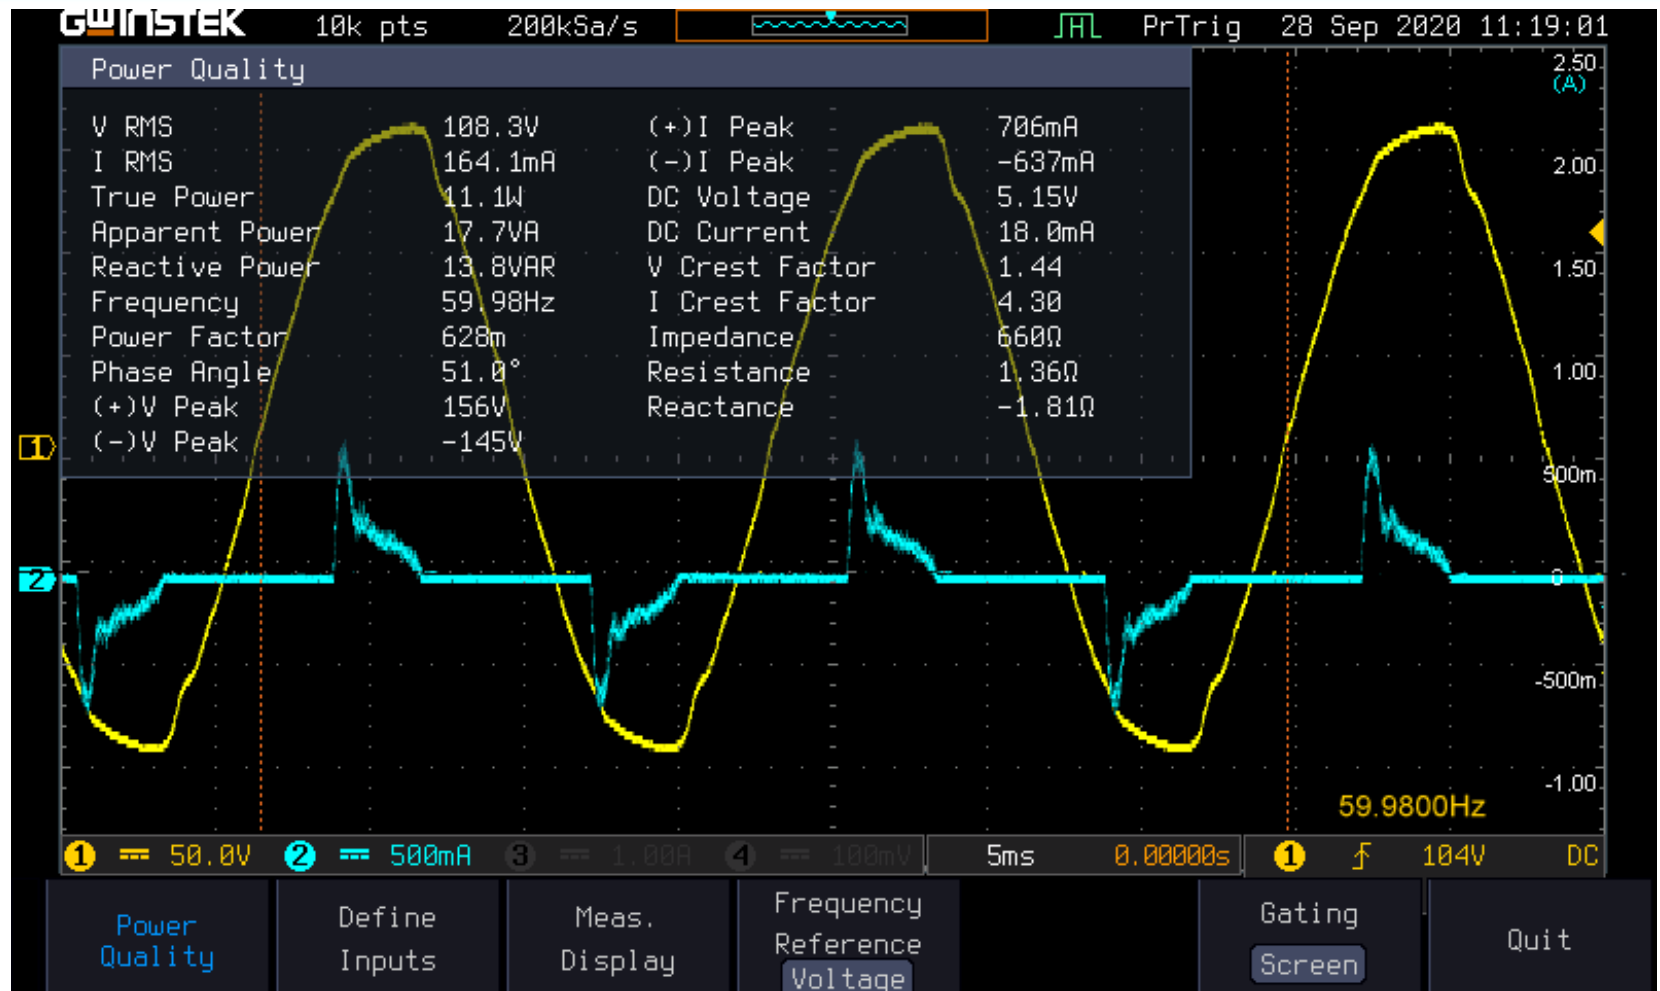 GWINSTEK 10k pts 200kSa/s PrTrig 28 Sep 2020 11:19:01
Power Quality 2.50
(A)
V RMS 108.3V (+)I Peak 706mA
I RMS 164.1mA (-)I Peak -637mA 2.00
True Power 11.1W DC Voltage 5.15V
Apparent Power 17.7VA DC Current 18.0mA
Reactive Power 13.8VAR V Crest Factor 1.44 1.50
Frequency 59.98Hz I Crest Factor 4.30
Power Factor 628m Impedance 660Ω
Phase Angle 51.0° Resistance 1.36Ω 1.00
(+)V Peak 156V Reactance -1.81Ω
1 (-)V Peak -145V
500m
2 0
-500m
-1.00
59.9800Hz
1 50.0V 2 500mA 3 1.00A 4 100mV 5ms 0.00000s 1 104V DC
Power Quality
Define Inputs
Meas. Display
Frequency Reference
Voltage
Gating
Screen
Quit